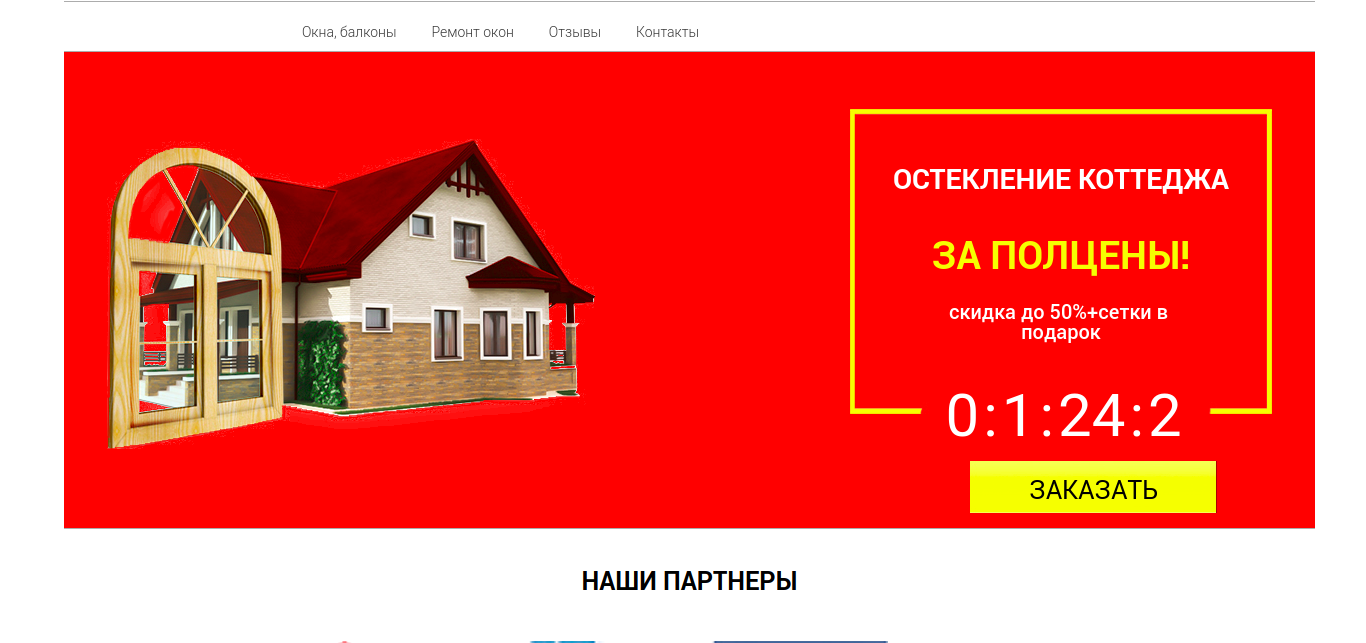 Окна, балконы Ремонт окон Отзывы Контакты
ОСТЕКЛЕНИЕ КОТТЕДЖА
ЗА ПОЛЦЕНЫ!
скидка до 50%+сетки в
подарок
0:1:24:2
ЗАКАЗАТЬ
НАШИ ПАРТНЕРЫ